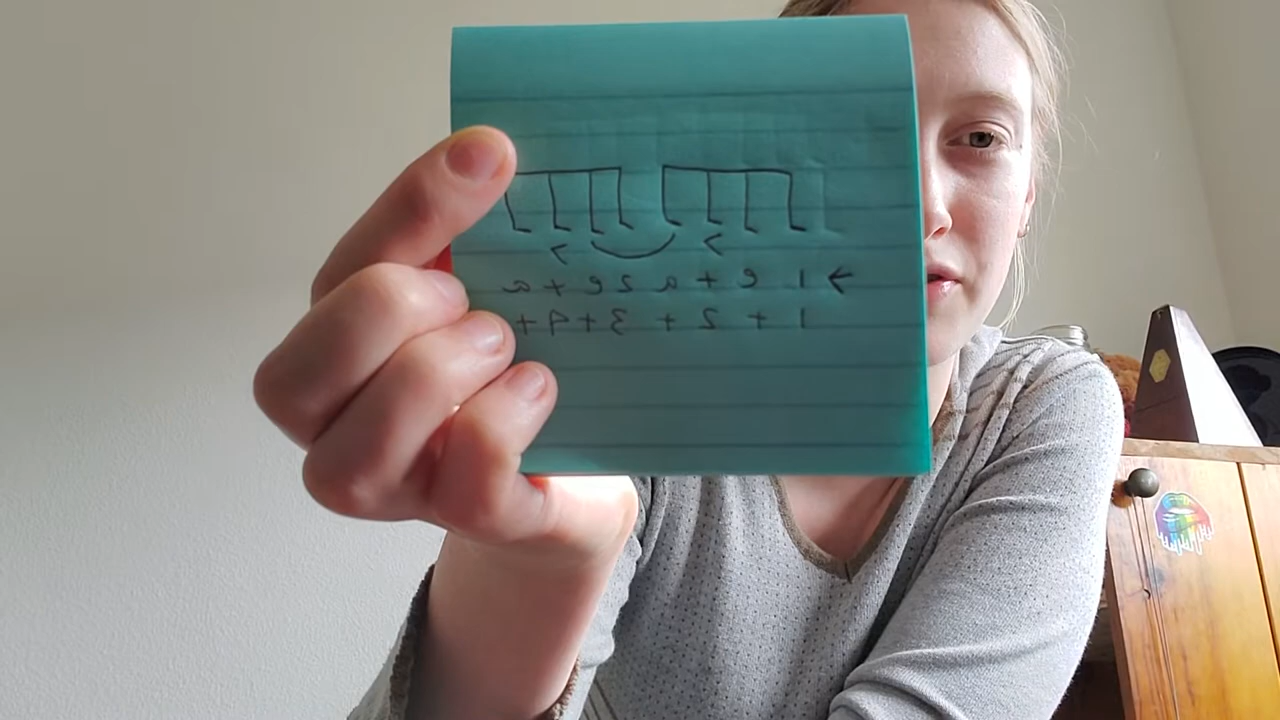 → 1 e + a 2 e + a
1 + 2 + 3 + 4 +